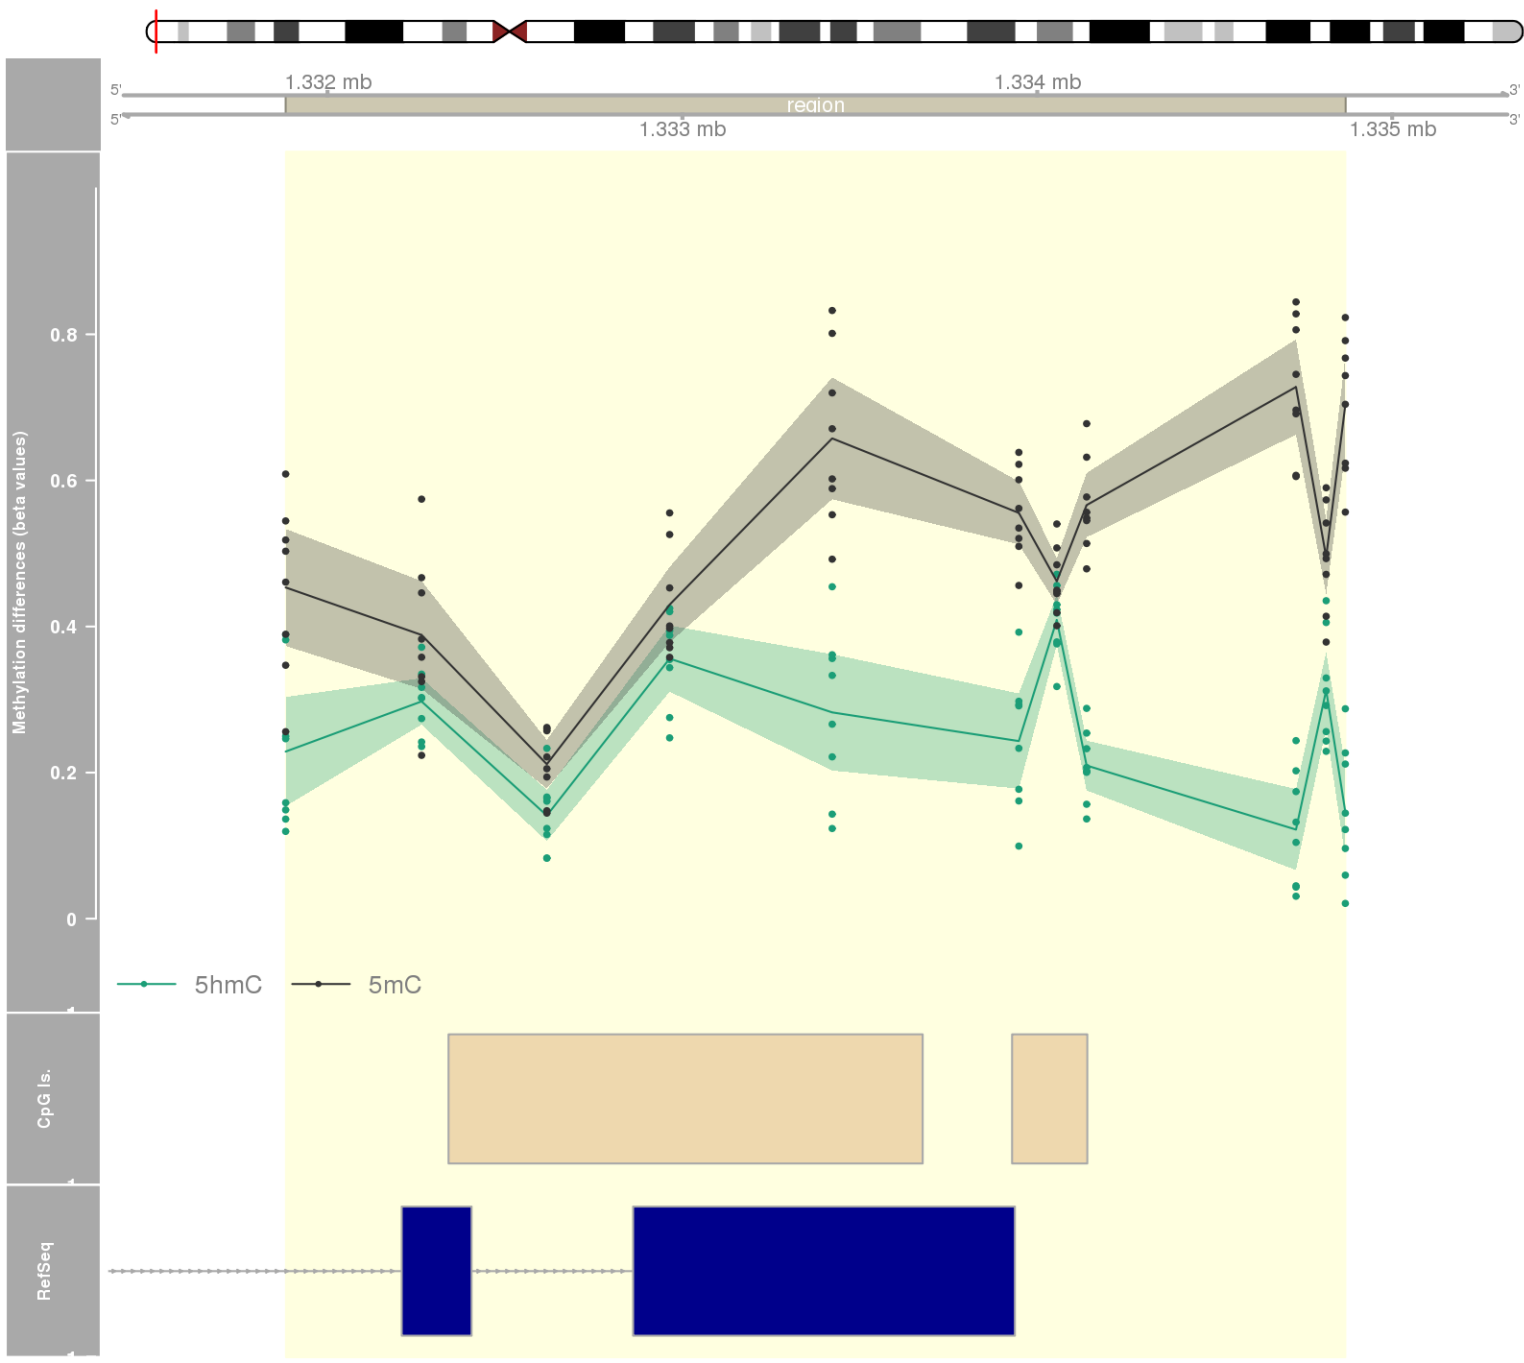 1.332 mb
1.334 mb
5'
3'
region
5'
3'
1.333 mb
1.335 mb
Methylation differences (beta values)
0.8
0.6
0.4
0.2
0
5hmC
5mC
CpG Is.
RefSeq